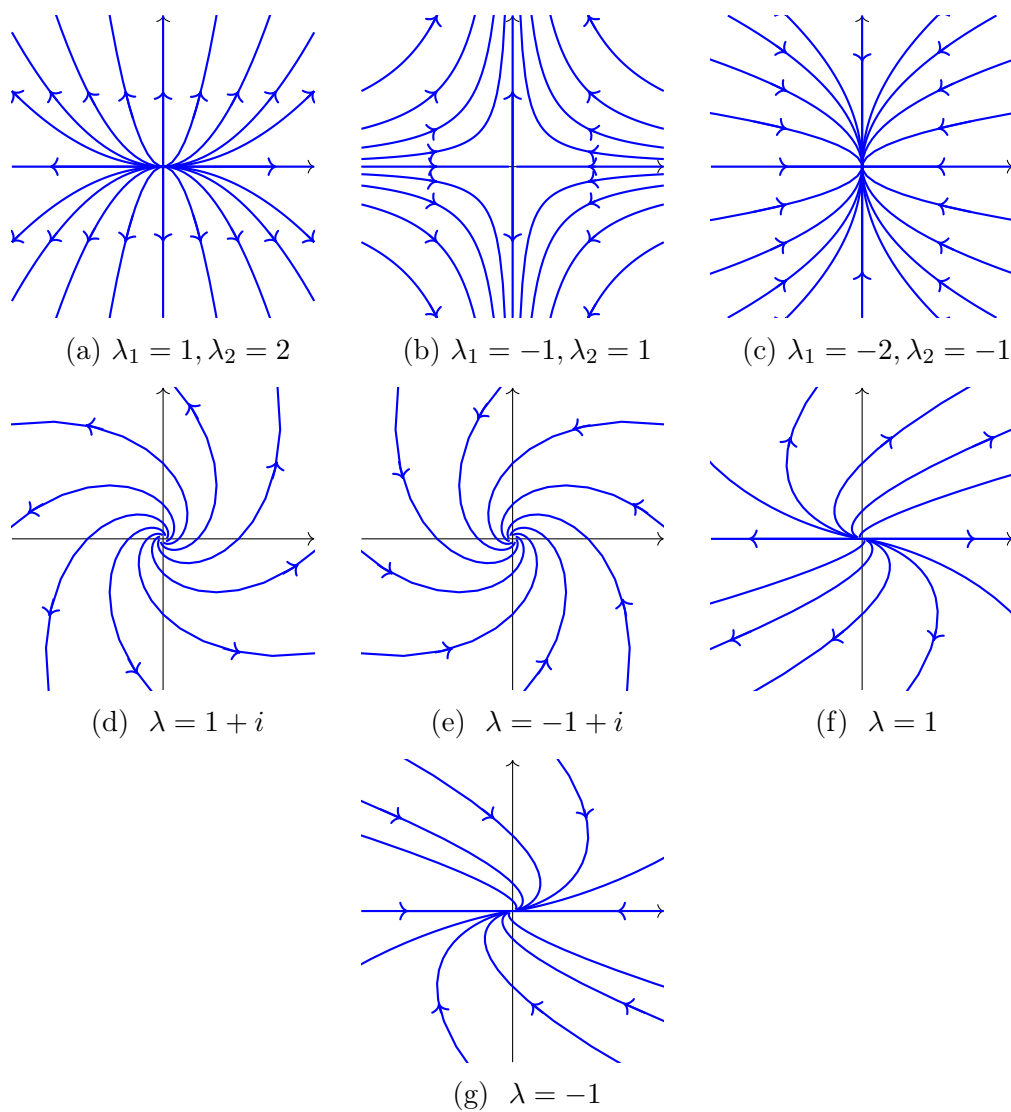 (a) λ₁ = 1, λ₂ = 2
(b) λ₁ = −1, λ₂ = 1
(c) λ₁ = −2, λ₂ = −1
(d) λ = 1 + i
(e) λ = −1 + i
(f) λ = 1
(g) λ = −1